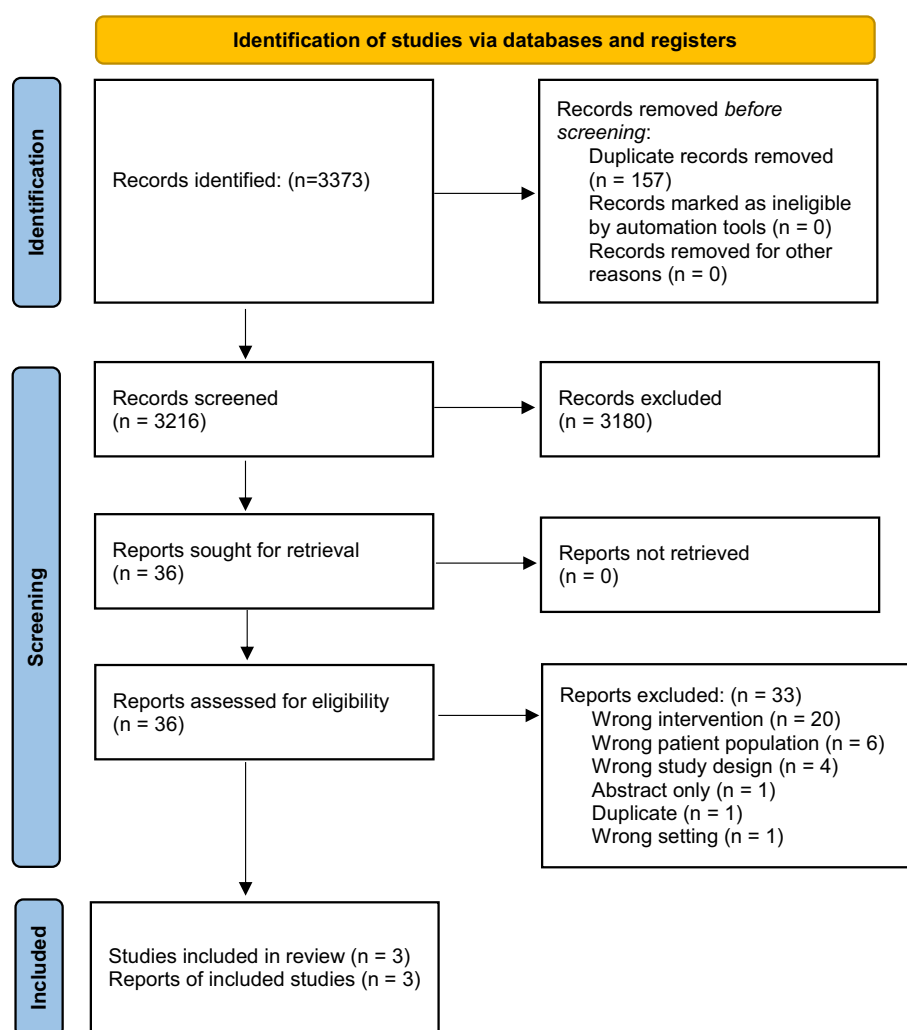 Identification of studies via databases and registers
Identification
Records identified: (n=3373)
Records removed before
screening:
Duplicate records removed
(n = 157)
Records marked as ineligible
by automation tools (n = 0)
Records removed for other
reasons (n = 0)
Screening
Records screened
(n = 3216)
Records excluded
(n = 3180)
Reports sought for retrieval
(n = 36)
Reports not retrieved
(n = 0)
Reports assessed for eligibility
(n = 36)
Reports excluded: (n = 33)
Wrong intervention (n = 20)
Wrong patient population (n = 6)
Wrong study design (n = 4)
Abstract only (n = 1)
Duplicate (n = 1)
Wrong setting (n = 1)
Included
Studies included in review (n = 3)
Reports of included studies (n = 3)